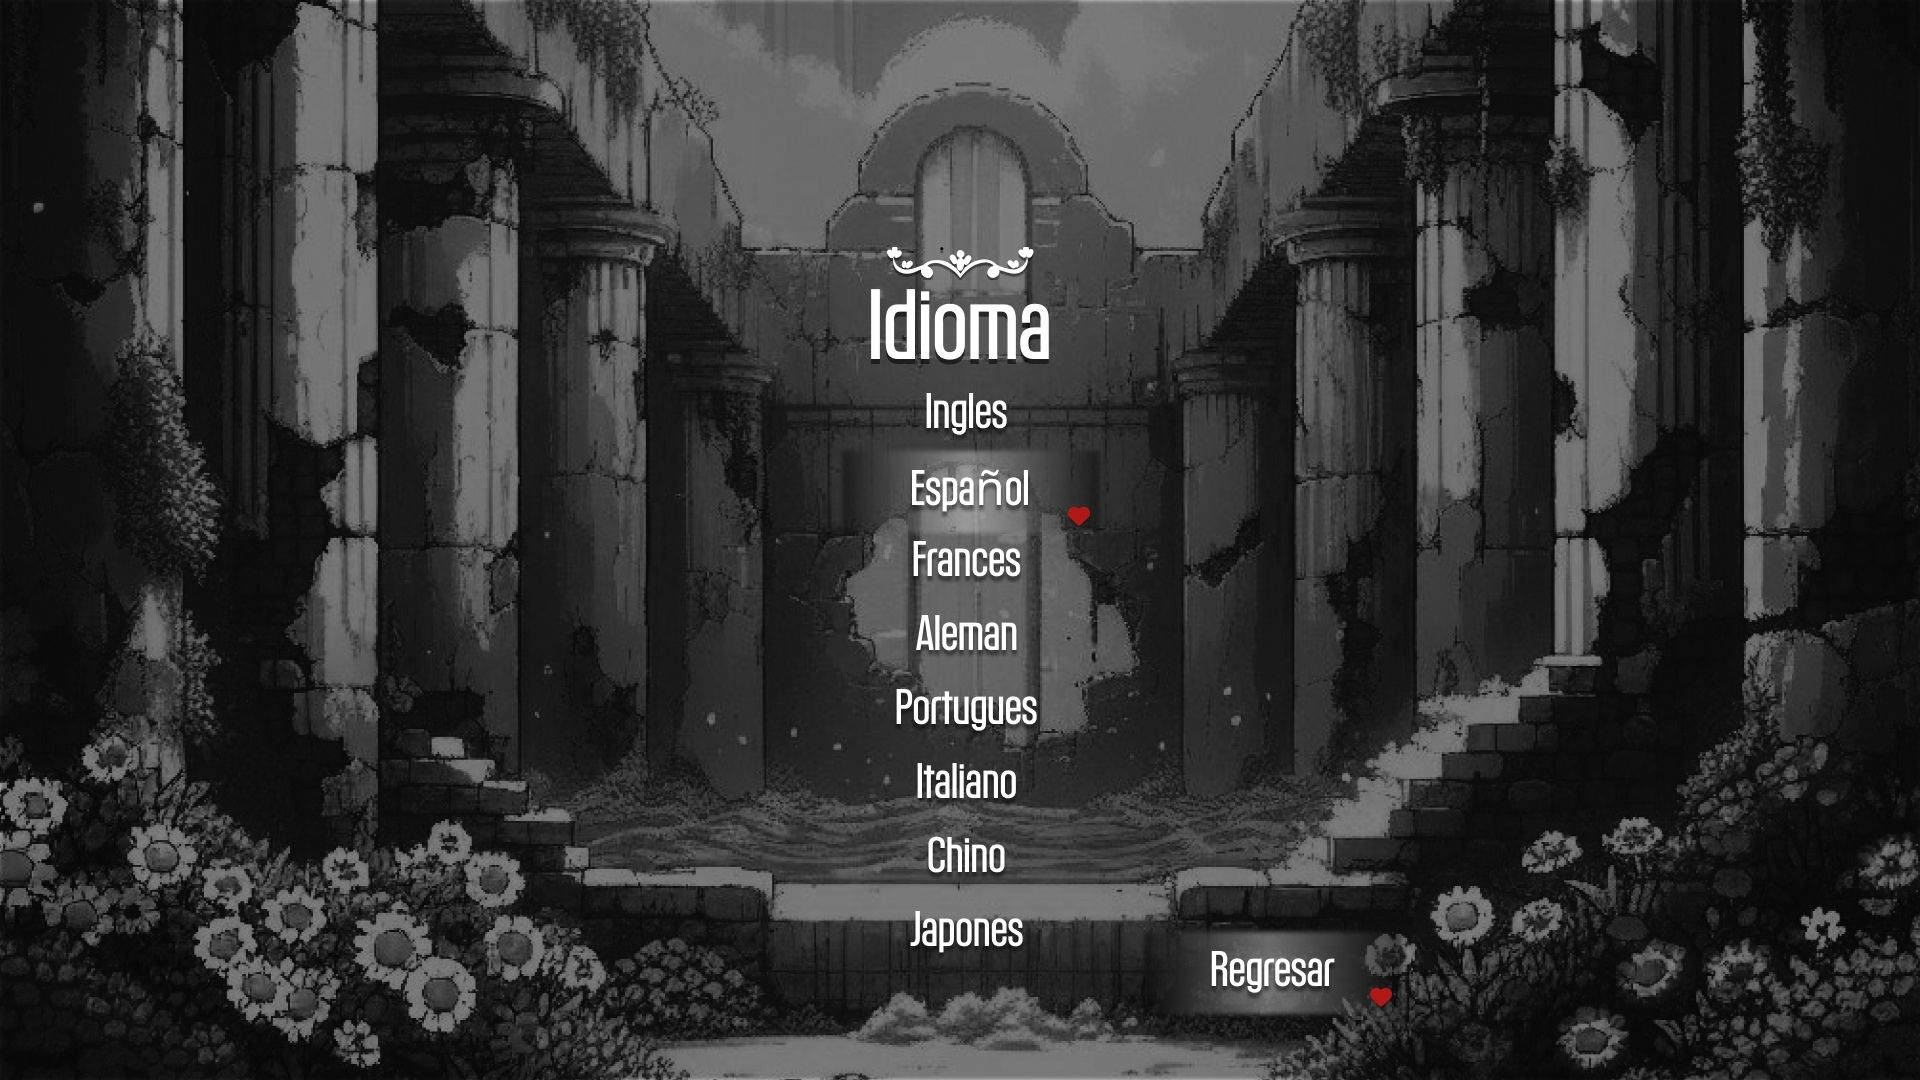 Idioma
Ingles
Español
Frances
Aleman
Portugues
Italiano
Chino
Japones
Regresar